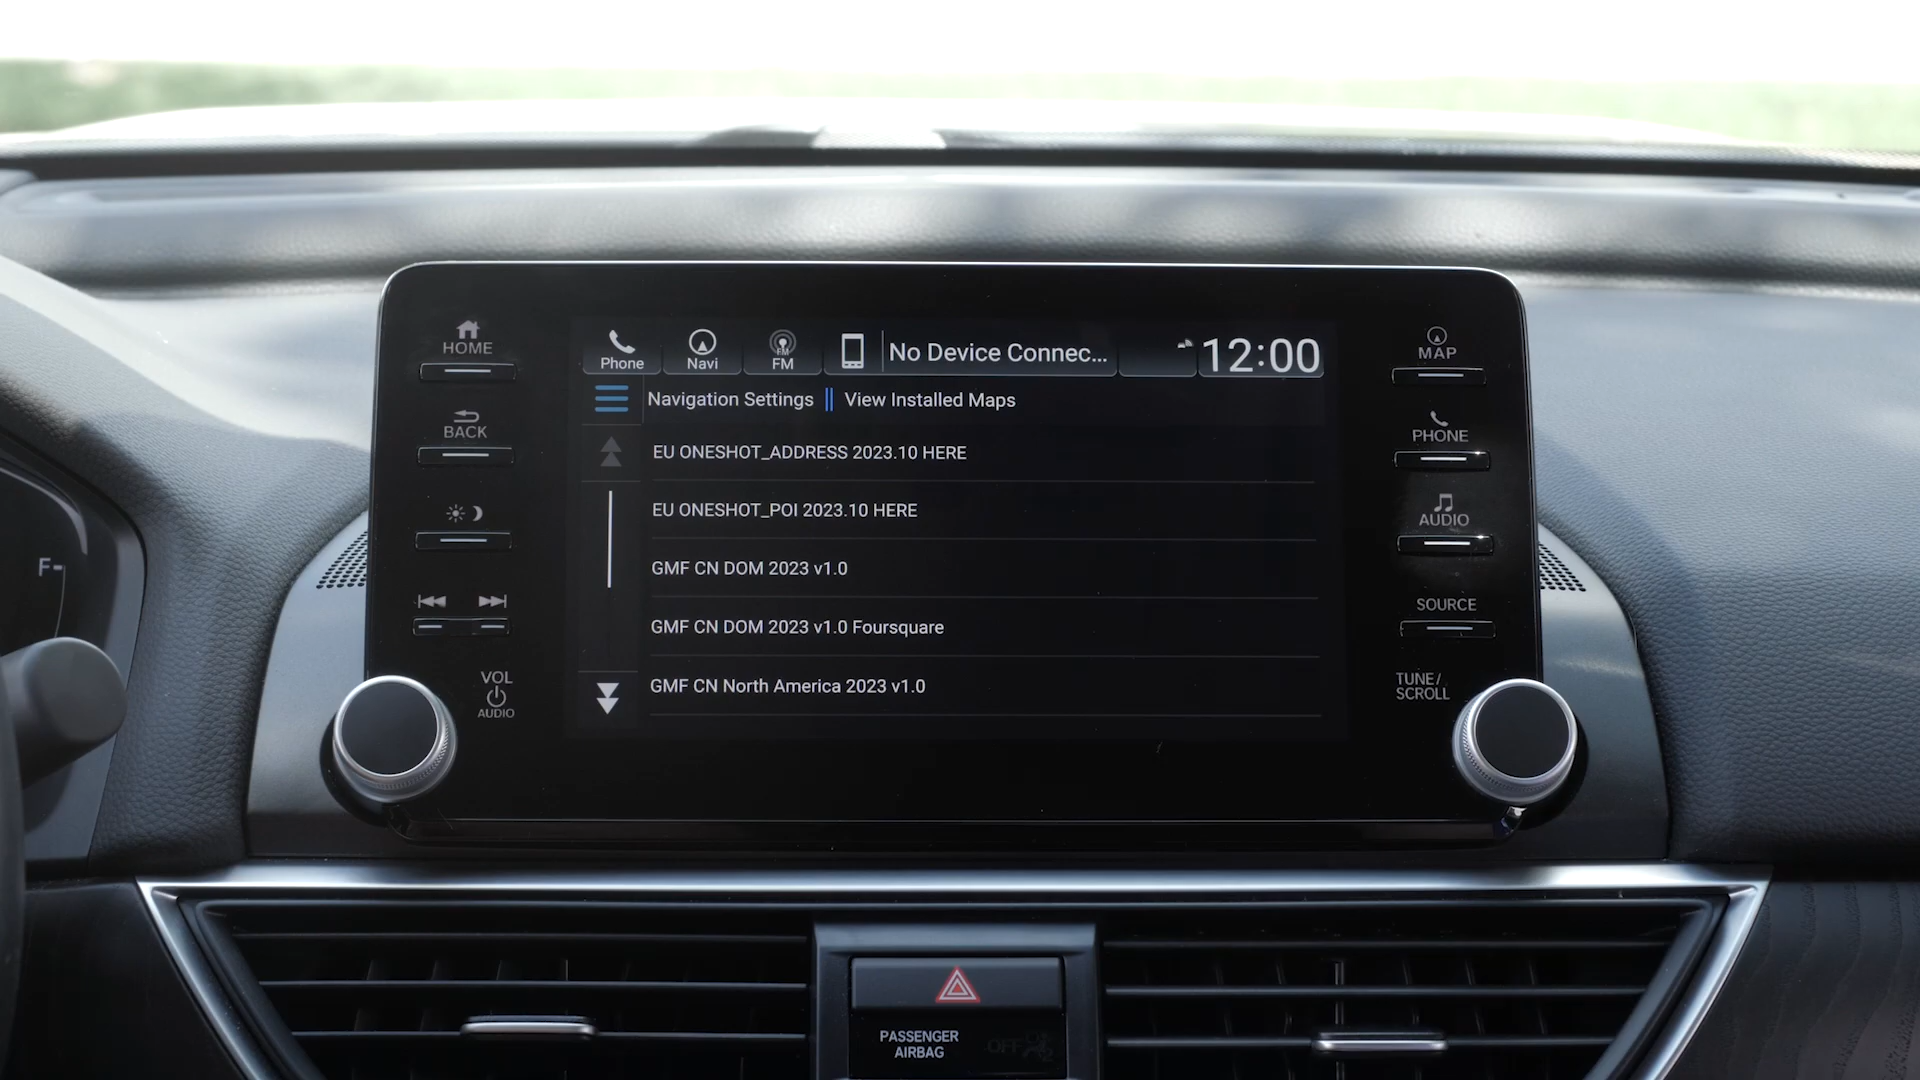 HOME
BACK
VOL
AUDIO
Phone
Navi
FM
No Device Connec...
12:00
Navigation Settings
View Installed Maps
EU ONESHOT_ADDRESS 2023.10 HERE
EU ONESHOT_POI 2023.10 HERE
GMF CN DOM 2023 v1.0
GMF CN DOM 2023 v1.0 Foursquare
GMF CN North America 2023 v1.0
MAP
PHONE
AUDIO
SOURCE
TUNE/
SCROLL
F
PASSENGER
AIRBAG
OFF